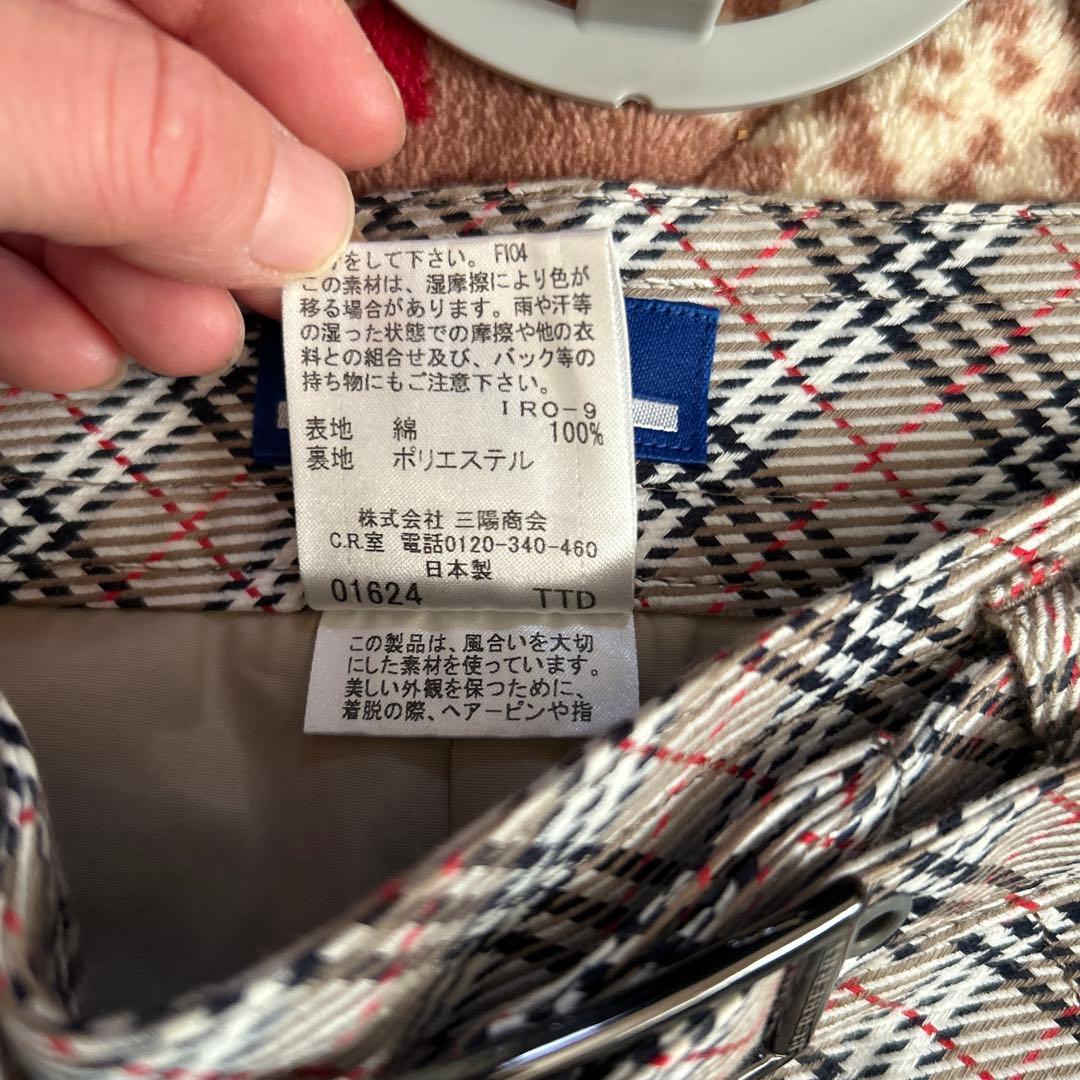 をして下さい。 FI04
この素材は、湿摩擦により色が
移る場合があります。雨や汗等
の湿った状態での摩擦や他の衣
料との組合せ及び、バック等の
持ち物にもご注意下さい。
IRO-9
表地 綿 100%
裏地 ポリエステル
株式会社 三陽商会
C.R.室 電話0120-340-460
日本製
01624 TTD
この製品は、風合いを大切
にした素材を使っています。
美しい外観を保つために、
着脱の際、ヘアーピンや指